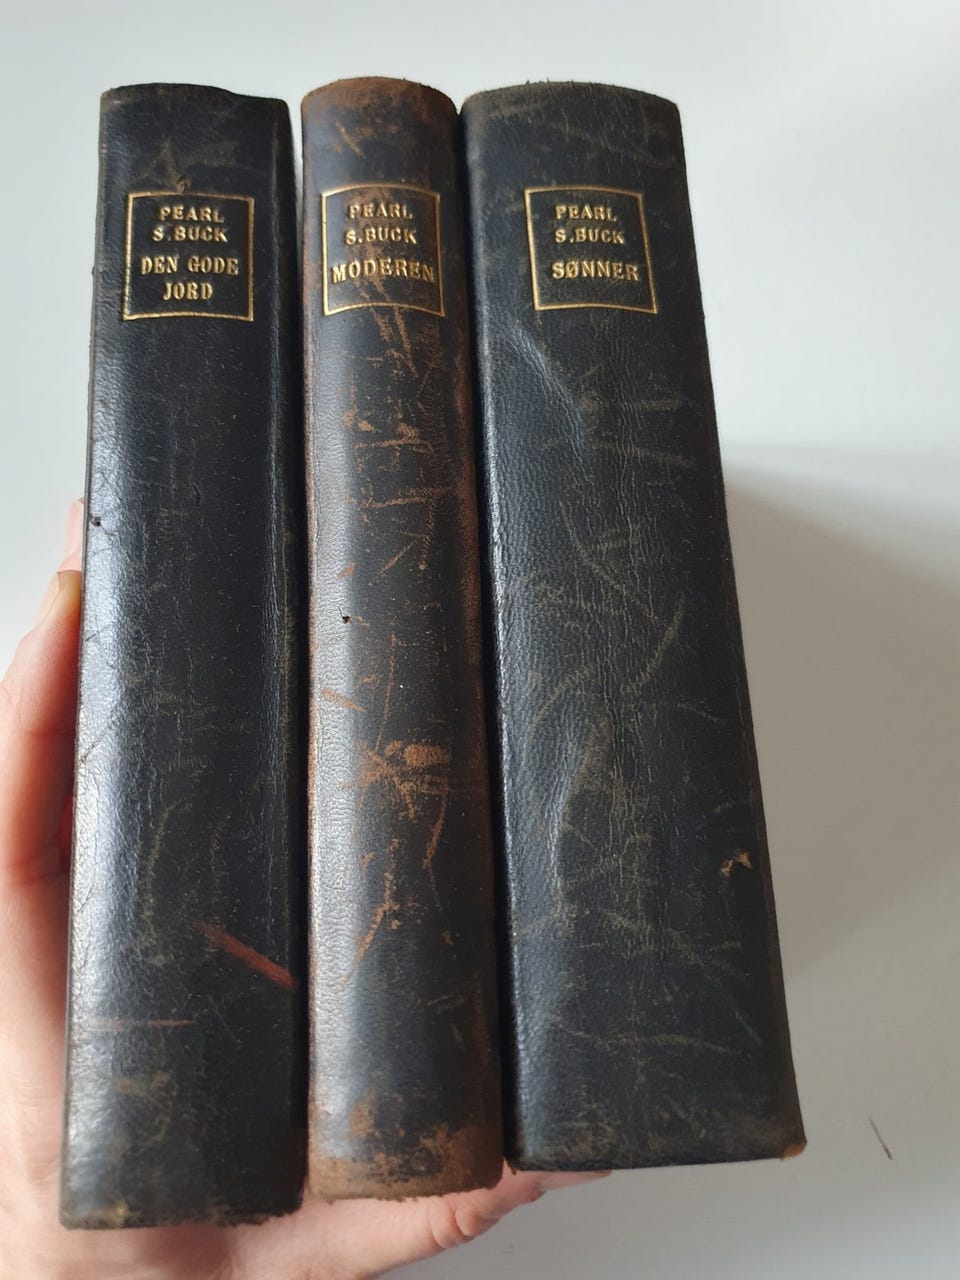 PEARL
S. BUCK
DEN GODE
JORD
PEARL
S. BUCK
MODEREN
PEARL
S. BUCK
SØNNER